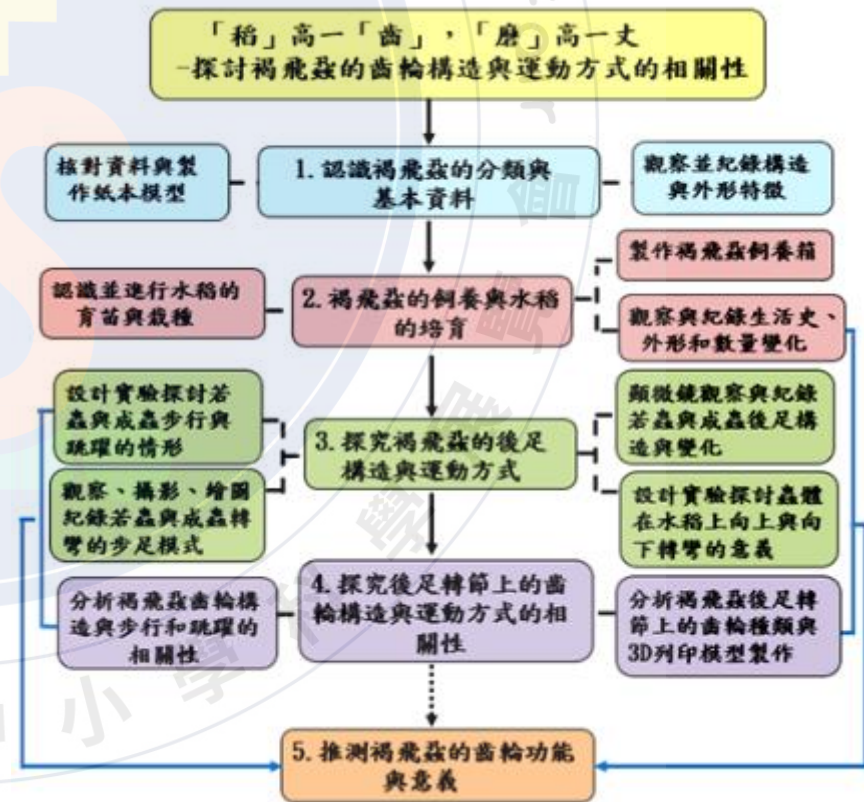 「稻」高一「齒」，「磨」高一丈
-探討褐飛蝨的齒輪構造與運動方式的相關性
核對資料與製
作紙本模型
1.認識褐飛蝨的分類與
基本資料
觀察並紀錄構造
與外形特徵
認識並進行水稻的
育苗與栽種
2.褐飛蝨的飼養與水稻
的培育
製作褐飛蝨飼養箱
觀察與紀錄生活史、
外形和數量變化
設計實驗探討若
蟲與成蟲步行與
跳躍的情形
觀察、攝影、繪圖
紀錄若蟲與成蟲轉
彎的步足模式
3.探究褐飛蝨的後足
構造與運動方式
顯微鏡觀察與紀錄
若蟲與成蟲後足構
造與變化
設計實驗探討蟲體
在水稻上向上與向
下轉彎的意義
分析褐飛蝨齒輪構
造與步行和跳躍的
相關性
4.探究後足轉節上的齒
輪構造與運動方式的相
關性
分析褐飛蝨後足轉
節上的齒輪種類與
3D列印模型製作
5.推測褐飛蝨的齒輪功能
與意義
小
學
科
學
展
覽
會